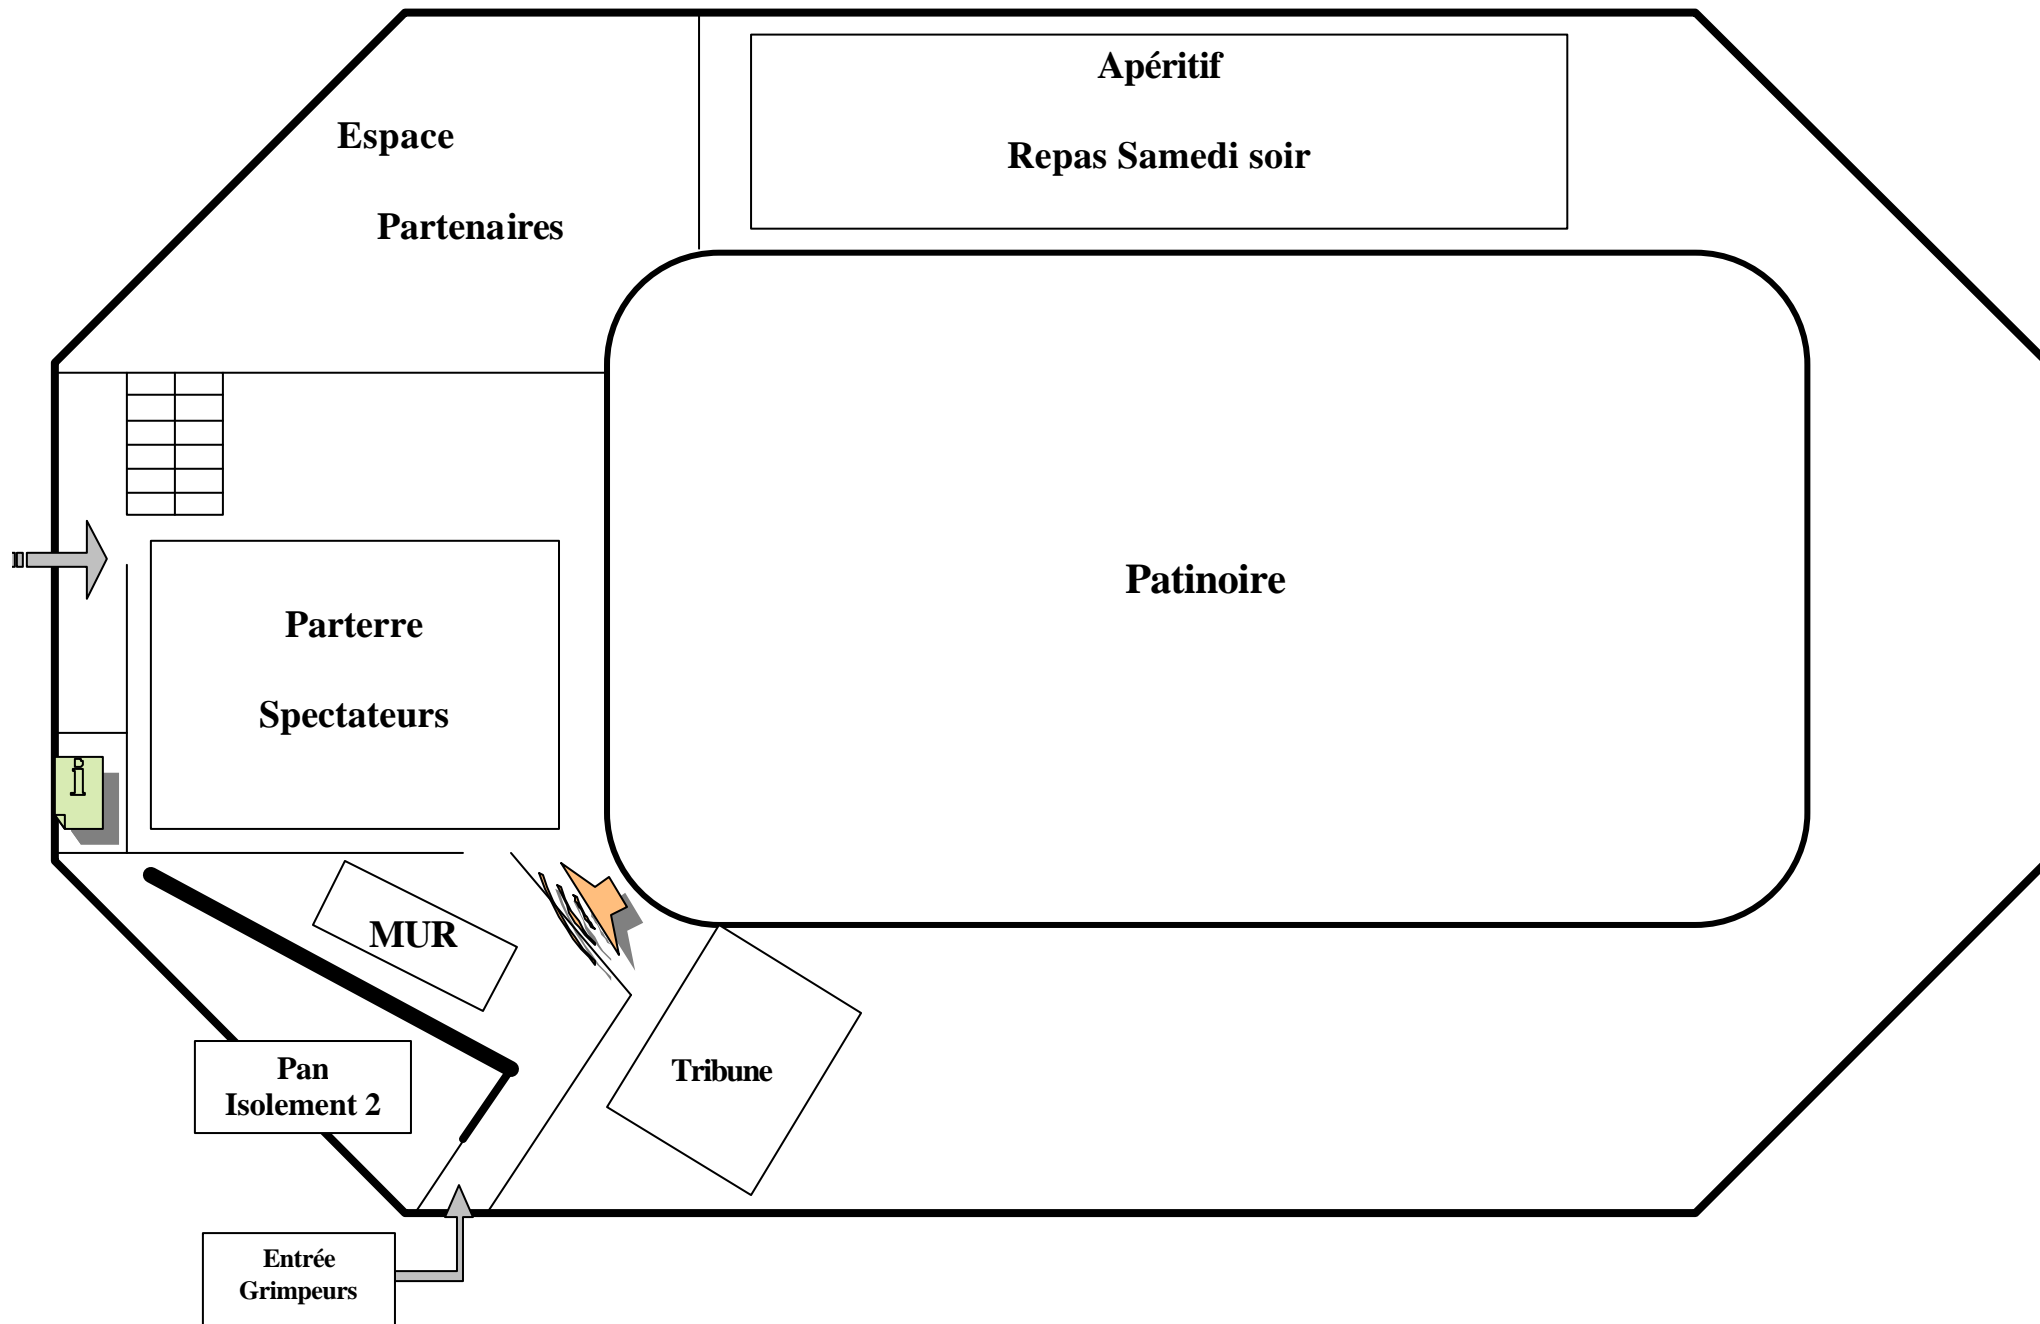 Apéritif
Repas Samedi soir
Espace
Partenaires
Patinoire
Parterre
Spectateurs
i
MUR
Pan
Isolement 2
Tribune
Entrée
Grimpeurs